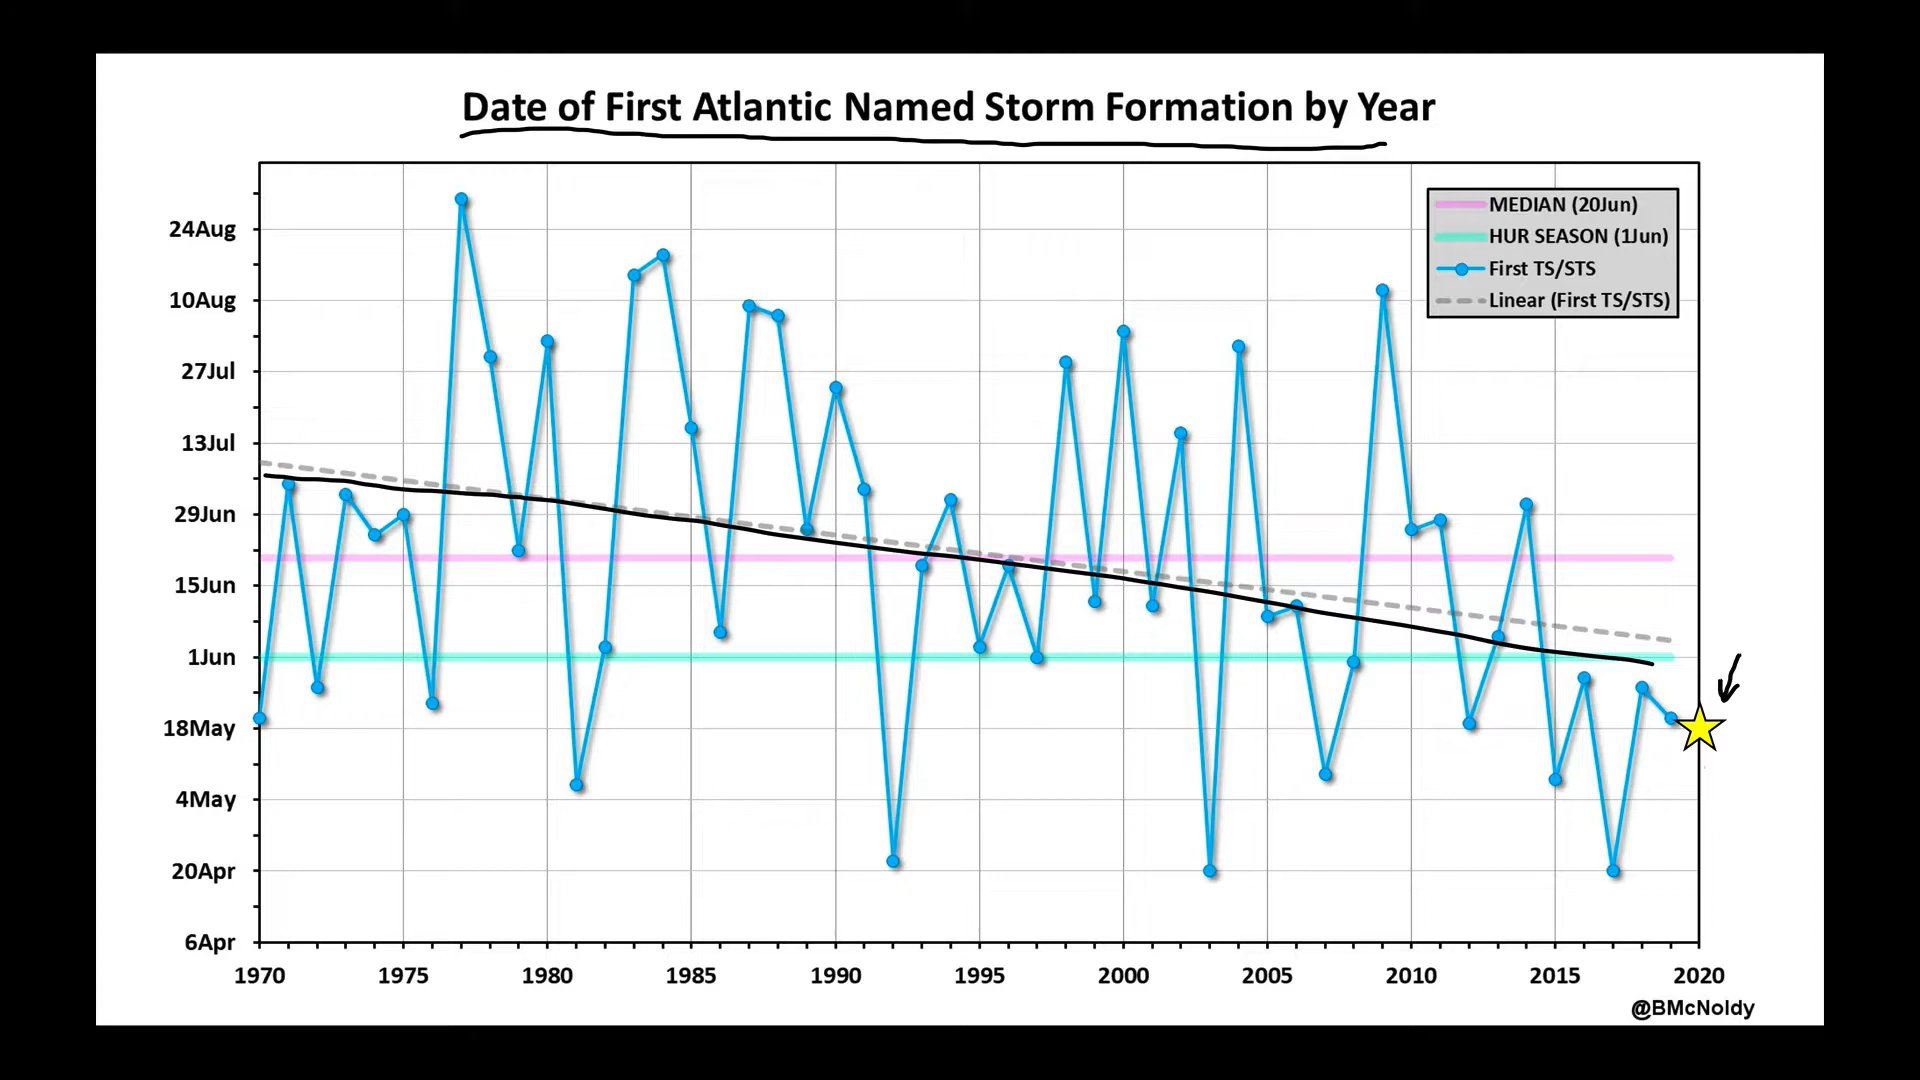 Date of First Atlantic Named Storm Formation by Year
MEDIAN (20Jun)
HUR SEASON (1Jun)
First TS/STS
Linear (First TS/STS)
24Aug
10Aug
27Jul
13Jul
29Jun
15Jun
1Jun
18May
4May
20Apr
6Apr
1970 1975 1980 1985 1990 1995 2000 2005 2010 2015 2020
@BMcNoldy